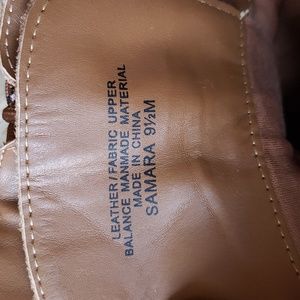 LEATHER/FABRIC UPPER
BALANCE MANMADE MATERIAL
MADE IN CHINA
SAMARA 9½M